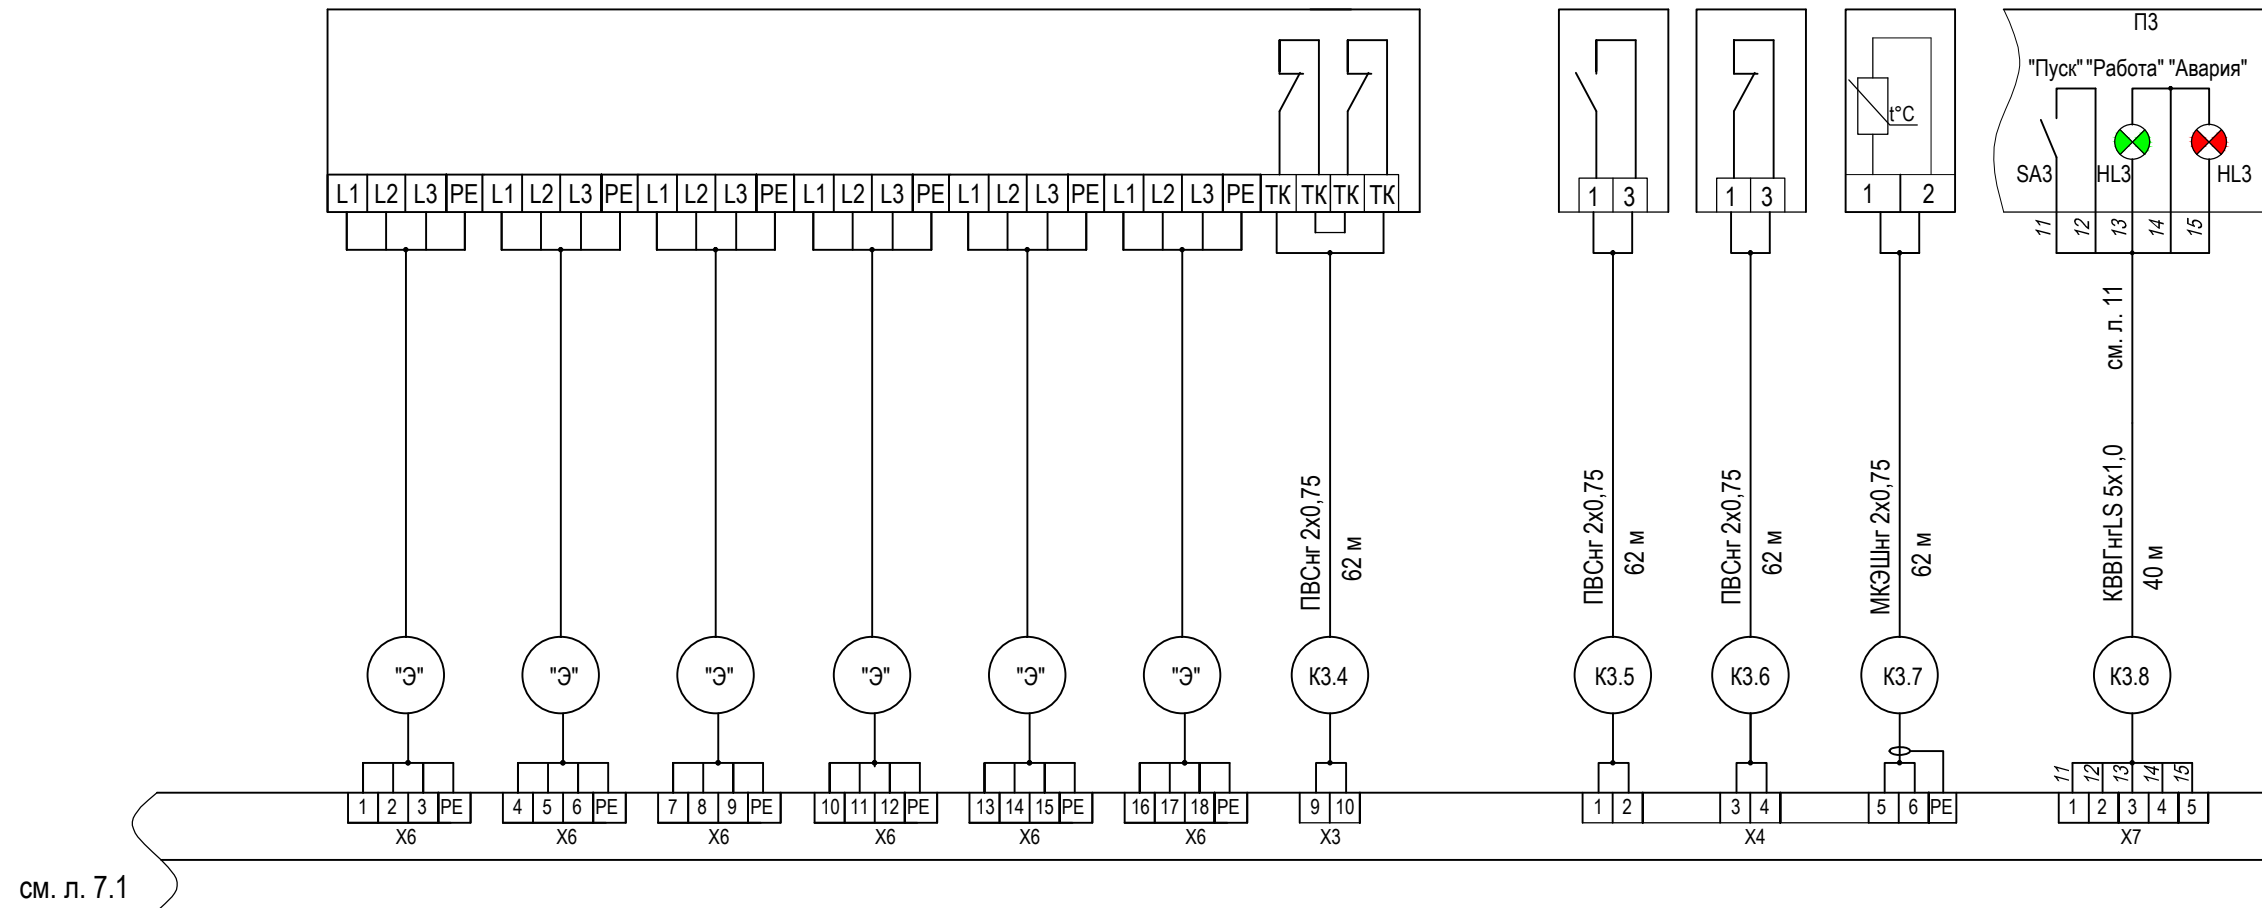 П3
"Пуск" "Работа" "Авария"
t°C
SA3 HL3 HL3
L1 L2 L3 PE L1 L2 L3 PE L1 L2 L3 PE L1 L2 L3 PE L1 L2 L3 PE L1 L2 L3 PE ТК ТК ТК ТК
1 3
1 3
1 2
11 12 13 14 15
см. л. 11
ПВСнг 2х0,75
62 м
ПВСнг 2х0,75
62 м
ПВСнг 2х0,75
62 м
МКЭШнг 2х0,75
62 м
КВВГнгLS 5х1,0
40 м
"Э" "Э" "Э" "Э" "Э" "Э" К3.4 К3.5 К3.6 К3.7 К3.8
11 12 13 14 15
1 2 3 PE 4 5 6 PE 7 8 9 PE 10 11 12 PE 13 14 15 PE 16 17 18 PE 9 10 1 2 3 4 5 6 PE 1 2 3 4 5
X6 X6 X6 X6 X6 X6 X3 X4 X7
см. л. 7.1